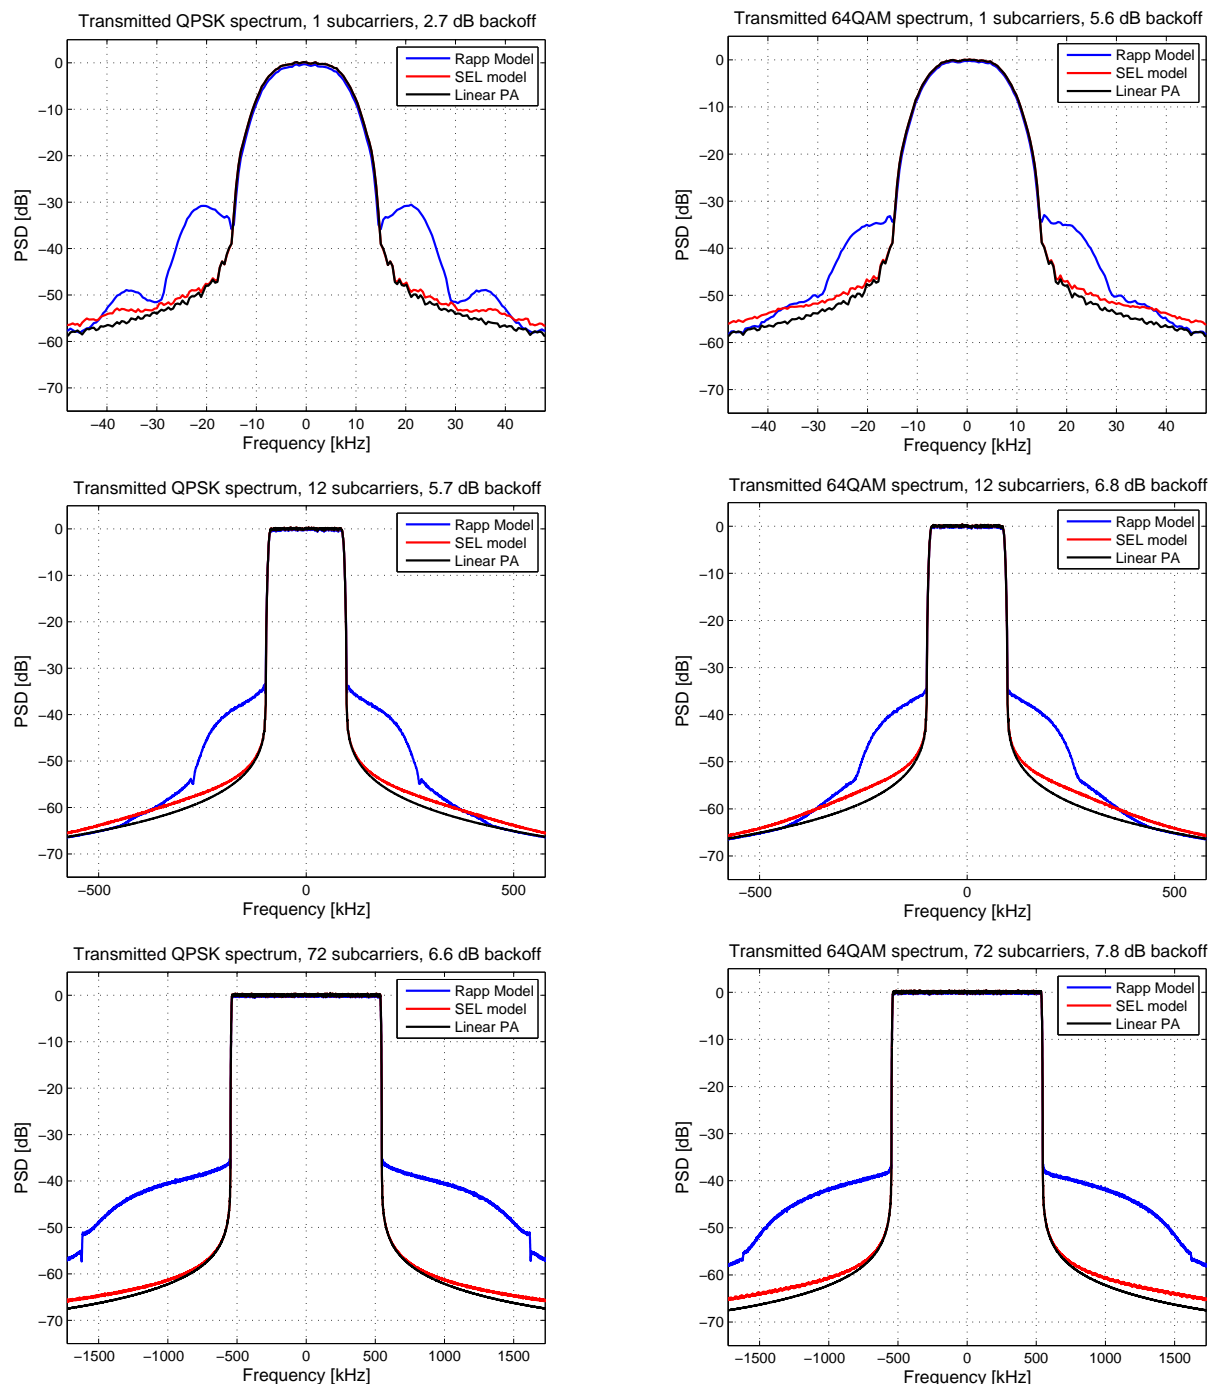 Transmitted QPSK spectrum, 1 subcarriers, 2.7 dB backoff
0
−10
−20
−30
−40
−50
−60
−70
PSD [dB]
Rapp Model
SEL model
Linear PA
−40 −30 −20 −10 0 10 20 30 40
Frequency [kHz]
Transmitted 64QAM spectrum, 1 subcarriers, 5.6 dB backoff
0
−10
−20
−30
−40
−50
−60
−70
PSD [dB]
Rapp Model
SEL model
Linear PA
−40 −30 −20 −10 0 10 20 30 40
Frequency [kHz]
Transmitted QPSK spectrum, 12 subcarriers, 5.7 dB backoff
0
−10
−20
−30
−40
−50
−60
−70
PSD [dB]
Rapp Model
SEL model
Linear PA
−500 0 500
Frequency [kHz]
Transmitted 64QAM spectrum, 12 subcarriers, 6.8 dB backoff
0
−10
−20
−30
−40
−50
−60
−70
PSD [dB]
Rapp Model
SEL model
Linear PA
−500 0 500
Frequency [kHz]
Transmitted QPSK spectrum, 72 subcarriers, 6.6 dB backoff
0
−10
−20
−30
−40
−50
−60
−70
PSD [dB]
Rapp Model
SEL model
Linear PA
−1500 −1000 −500 0 500 1000 1500
Frequency [kHz]
Transmitted 64QAM spectrum, 72 subcarriers, 7.8 dB backoff
0
−10
−20
−30
−40
−50
−60
−70
PSD [dB]
Rapp Model
SEL model
Linear PA
−1500 −1000 −500 0 500 1000 1500
Frequency [kHz]